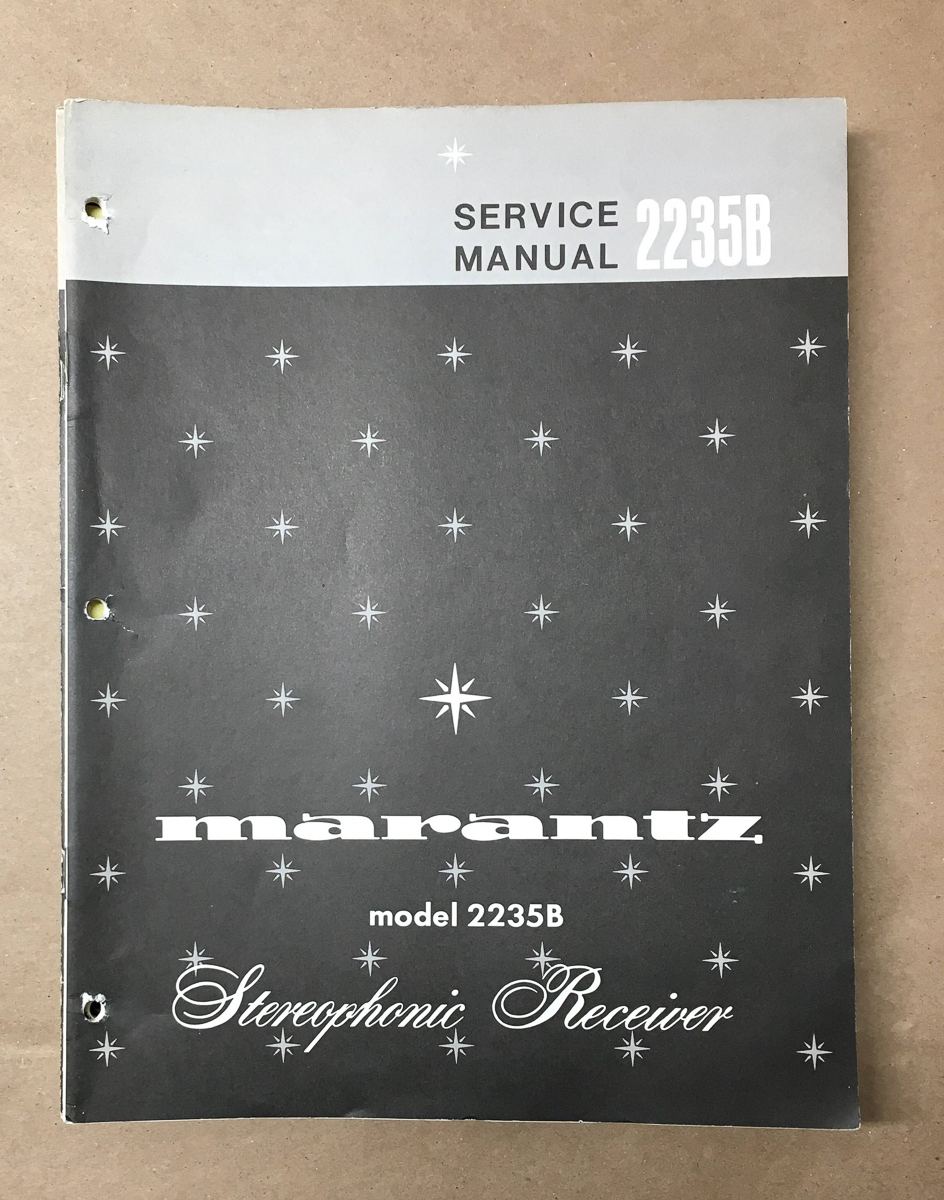 SERVICE
MANUAL 2235B
marantz
model 2235B
Stereophonic Receiver